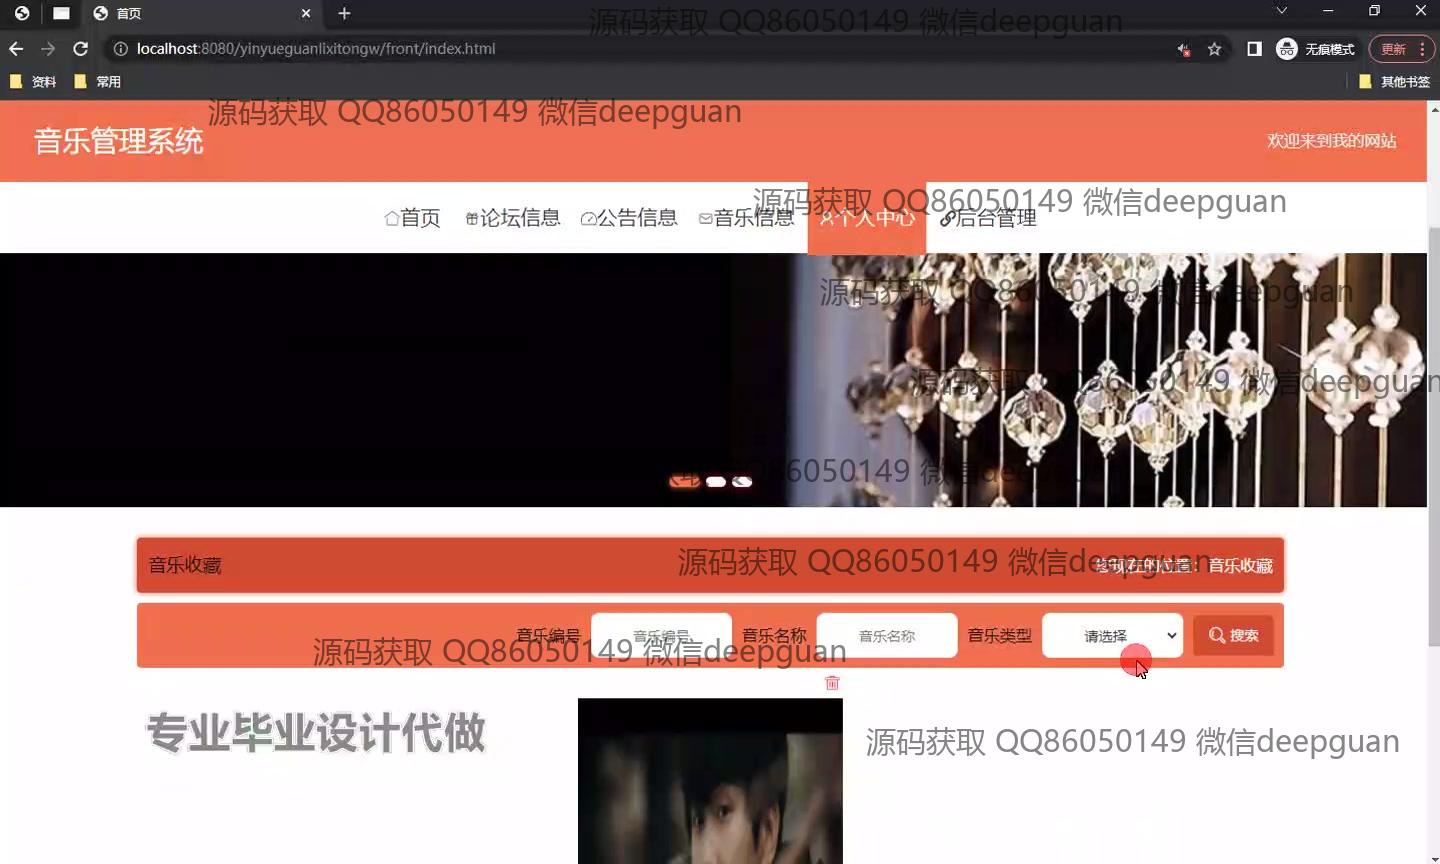 首页
源码获取 QQ86050149 微信deepguan
localhost:8080/yinyueguanlixitongw/front/index.html
无痕模式
更新
资料
常用
其他书签
源码获取 QQ86050149 微信deepguan
音乐管理系统
欢迎来到我的网站
源码获取 QQ86050149 微信deepguan
首页
论坛信息
公告信息
音乐信息
个人中心
后台管理
源码获取 QQ86050149 微信deepguan
源码获取 QQ86050149 微信deepguan
取 QQ86050149 微信deepguan
源码获取 QQ86050149 微信deepguan
音乐收藏
您现在的位置：音乐收藏
音乐编号 音乐编号 音乐名称 音乐名称 音乐类型 请选择 搜索
源码获取 QQ86050149 微信deepguan
专业毕业设计代做
源码获取 QQ86050149 微信deepguan